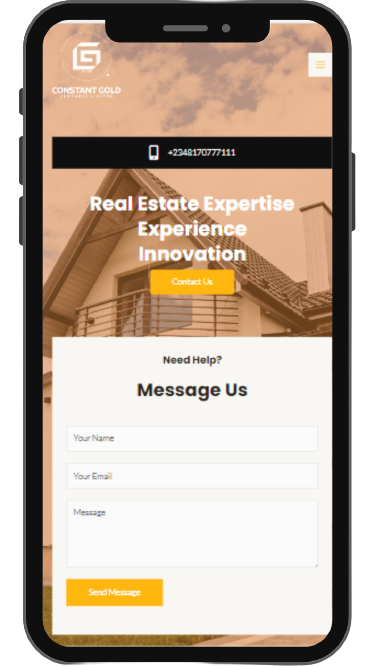 CONSTANT GOLD
+2348170777111
Real Estate Expertise
Experience
Innovation
Contact Us
Need Help?
Message Us
Your Name
Your Email
Message
Send Message